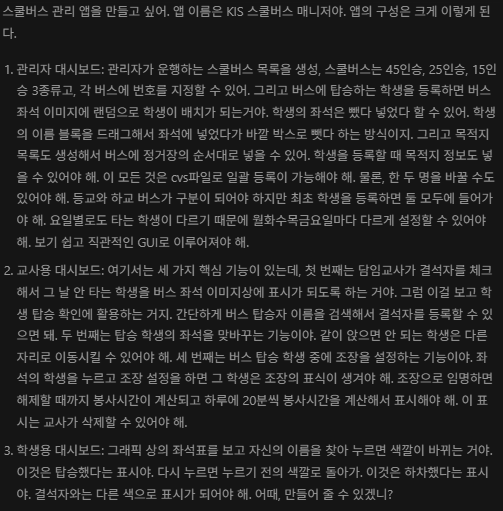 스쿨버스 관리 앱을 만들고 싶어. 앱 이름은 KIS 스쿨버스 매니저야. 앱의 구성은 크게 이렇게 된
다.
1. 관리자 대시보드: 관리자가 운행하는 스쿨버스 목록을 생성, 스쿨버스는 45인승, 25인승, 15인
승 3종류고, 각 버스에 번호를 지정할 수 있어. 그리고 버스에 탑승하는 학생을 등록하면 버스
좌석 이미지에 랜덤으로 학생이 배치가 되는거야. 학생의 좌석은 뺐다 넣었다 할 수 있어. 학생
의 이름 블록을 드래그해서 좌석에 넣었다가 바깥 박스로 뺏다 하는 방식이지. 그리고 목적지
목록도 생성해서 버스에 정거장의 순서대로 넣을 수 있어. 학생을 등록할 때 목적지 정보도 넣
을 수 있어야 해. 이 모든 것은 cvs파일로 일괄 등록이 가능해야 해. 물론, 한 두 명을 바꿀 수도
있어야 해. 등교와 하교 버스가 구분이 되어야 하지만 최초 학생을 등록하면 둘 모두에 들어가
야 해. 요일별로도 타는 학생이 다르기 때문에 월화수목금요일마다 다르게 설정할 수 있어야
해. 보기 쉽고 직관적인 GUI로 이루어져야 해.
2. 교사용 대시보드: 여기서는 세 가지 핵심 기능이 있는데, 첫 번째는 담임교사가 결석자를 체크
해서 그 날 안 타는 학생을 버스 좌석 이미지상에 표시가 되도록 하는 거야. 그럼 이걸 보고 학
생 탑승 확인에 활용하는 거지. 간단하게 버스 탑승자 이름을 검색해서 결석자를 등록할 수 있
으면 돼. 두 번째는 탑승 학생의 좌석을 맞바꾸는 기능이야. 같이 앉으면 안 되는 학생은 다른
자리로 이동시킬 수 있어야 해. 세 번째는 버스 탑승 학생 중에 조장을 설정하는 기능이야. 좌
석의 학생을 누르고 조장 설정을 하면 그 학생은 조장의 표식이 생겨야 해. 조장으로 임명하면
해제할 때까지 봉사시간이 계산되고 하루에 20분씩 봉사시간을 계산해서 표시해야 해. 이 표
시는 교사가 삭제할 수 있어야 해.
3. 학생용 대시보드: 그래픽 상의 좌석표를 보고 자신의 이름을 찾아 누르면 색깔이 바뀌는 거야.
이것은 탑승했다는 표시야. 다시 누르면 누르기 전의 색깔로 돌아가. 이것은 하차했다는 표시
야. 결석자와는 다른 색으로 표시가 되어야 해. 어때, 만들어 줄 수 있겠니?